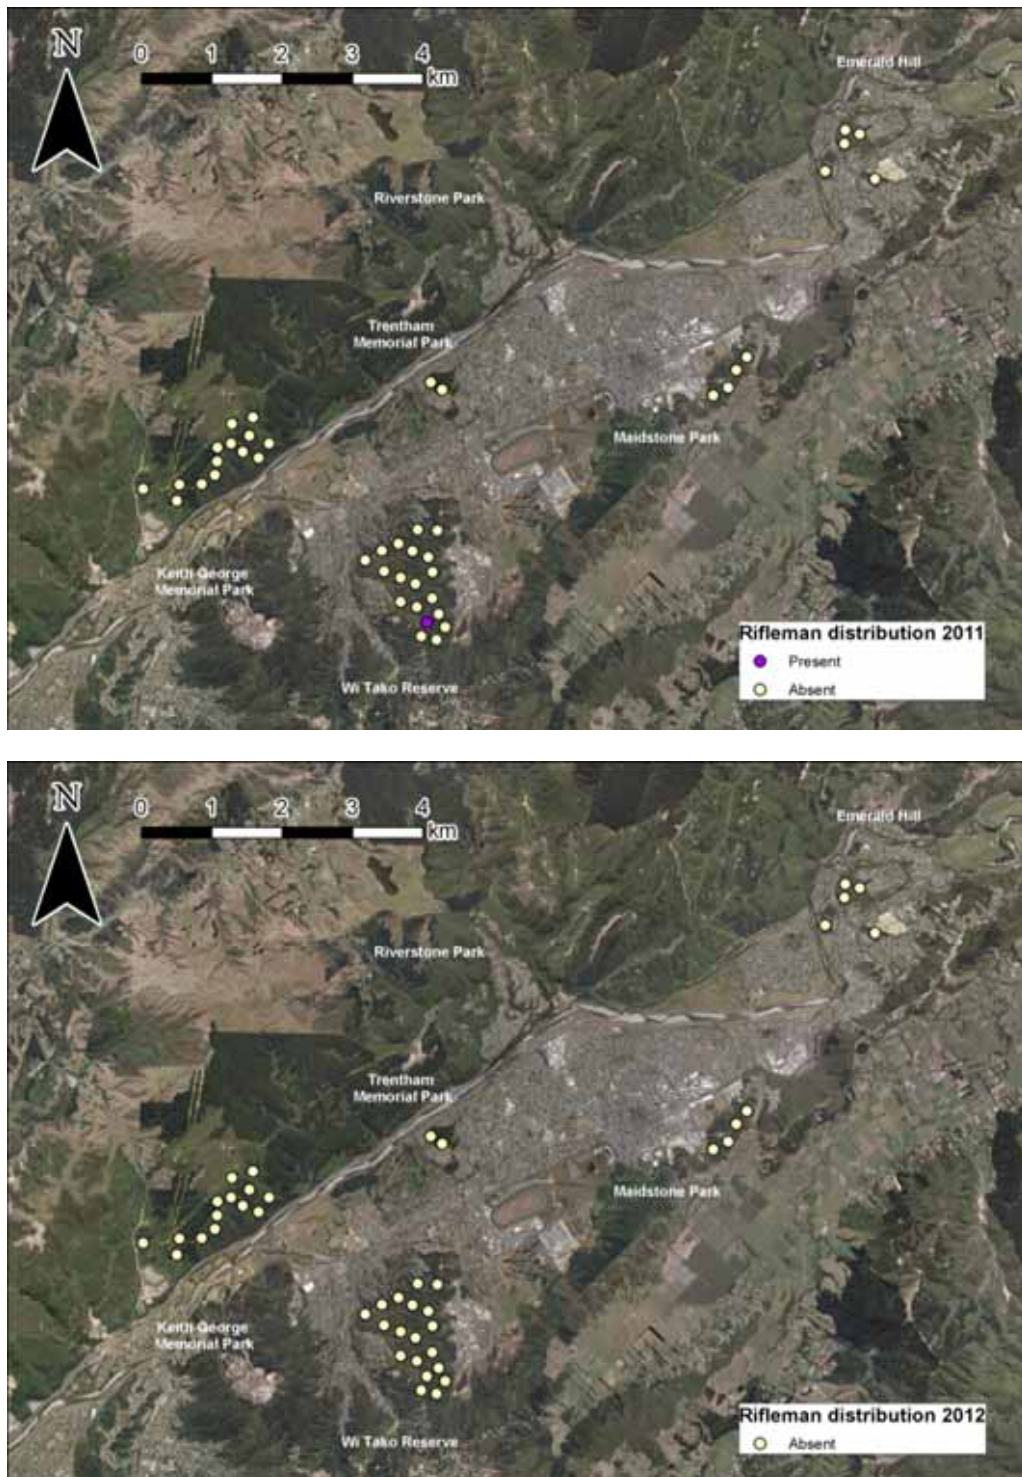 N
0 1 2 3 4
km
Emerald Hill
Riverstone Park
Trentham
Memorial Park
Maidstone Park
Keith George
Memorial Park
Wi Tako Reserve
Rifleman distribution 2011
Present
Absent
N
0 1 2 3 4
km
Emerald Hill
Riverstone Park
Trentham
Memorial Park
Maidstone Park
Keith George
Memorial Park
Wi Tako Reserve
Rifleman distribution 2012
Absent